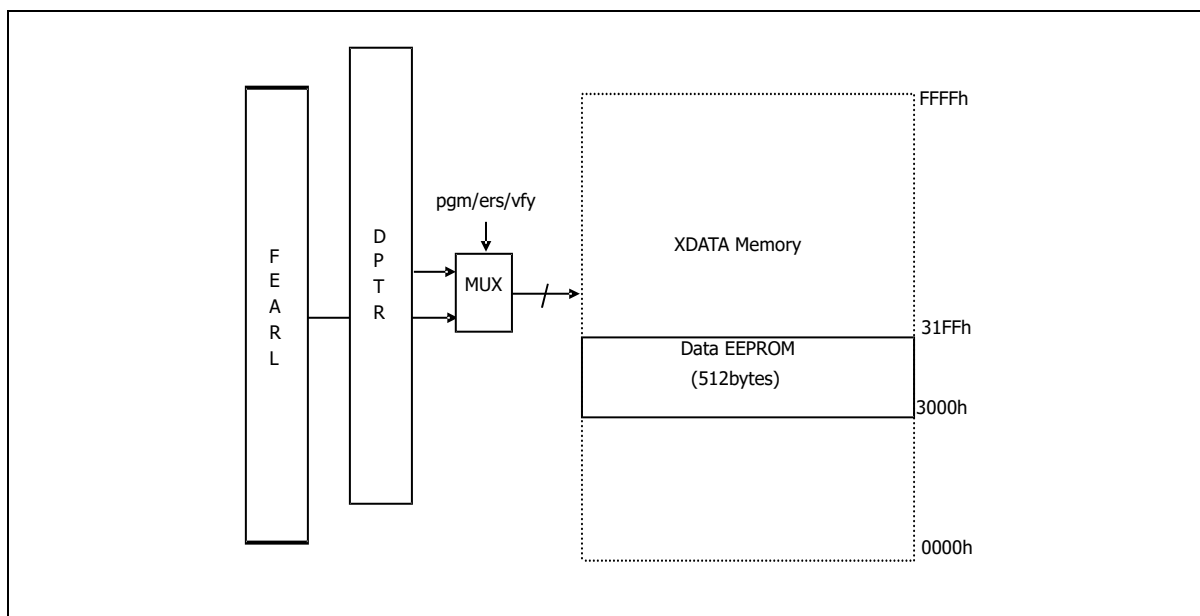 F
E
A
R
L
D
P
T
R
pgm/ers/vfy
MUX
FFFFh
XDATA Memory
31FFh
Data EEPROM
(512bytes)
3000h
0000h